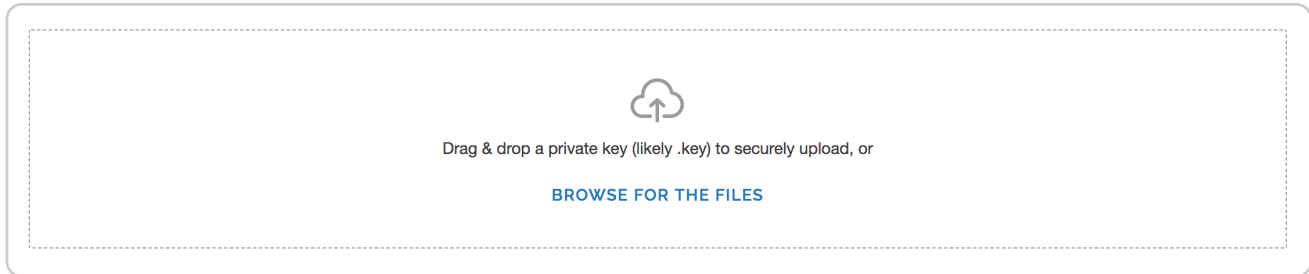 Drag & drop a private key (likely .key) to securely upload, or
BROWSE FOR THE FILES